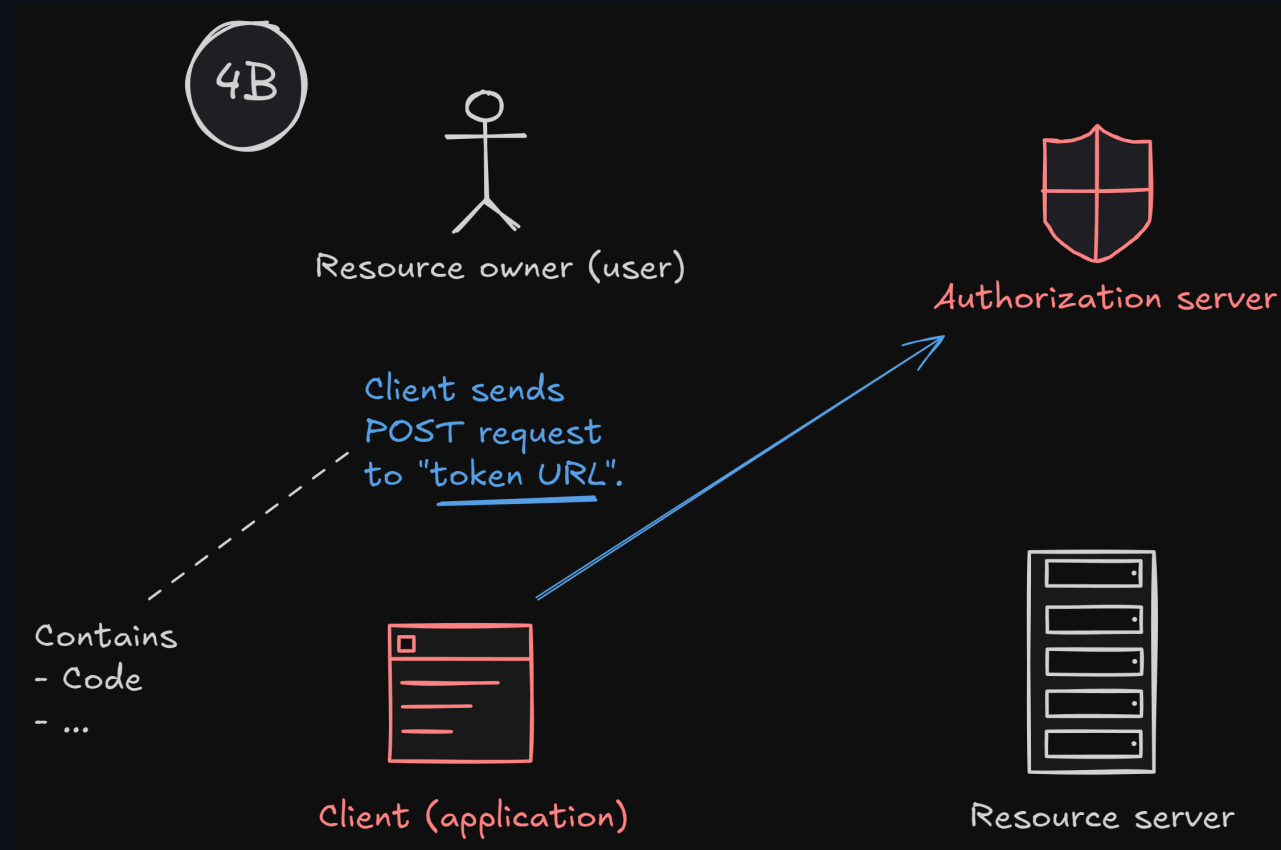 4B
Resource owner (user)
Authorization server
Client sends
POST request
to "token URL".
Contains
- Code
- ...
Client (application)
Resource server